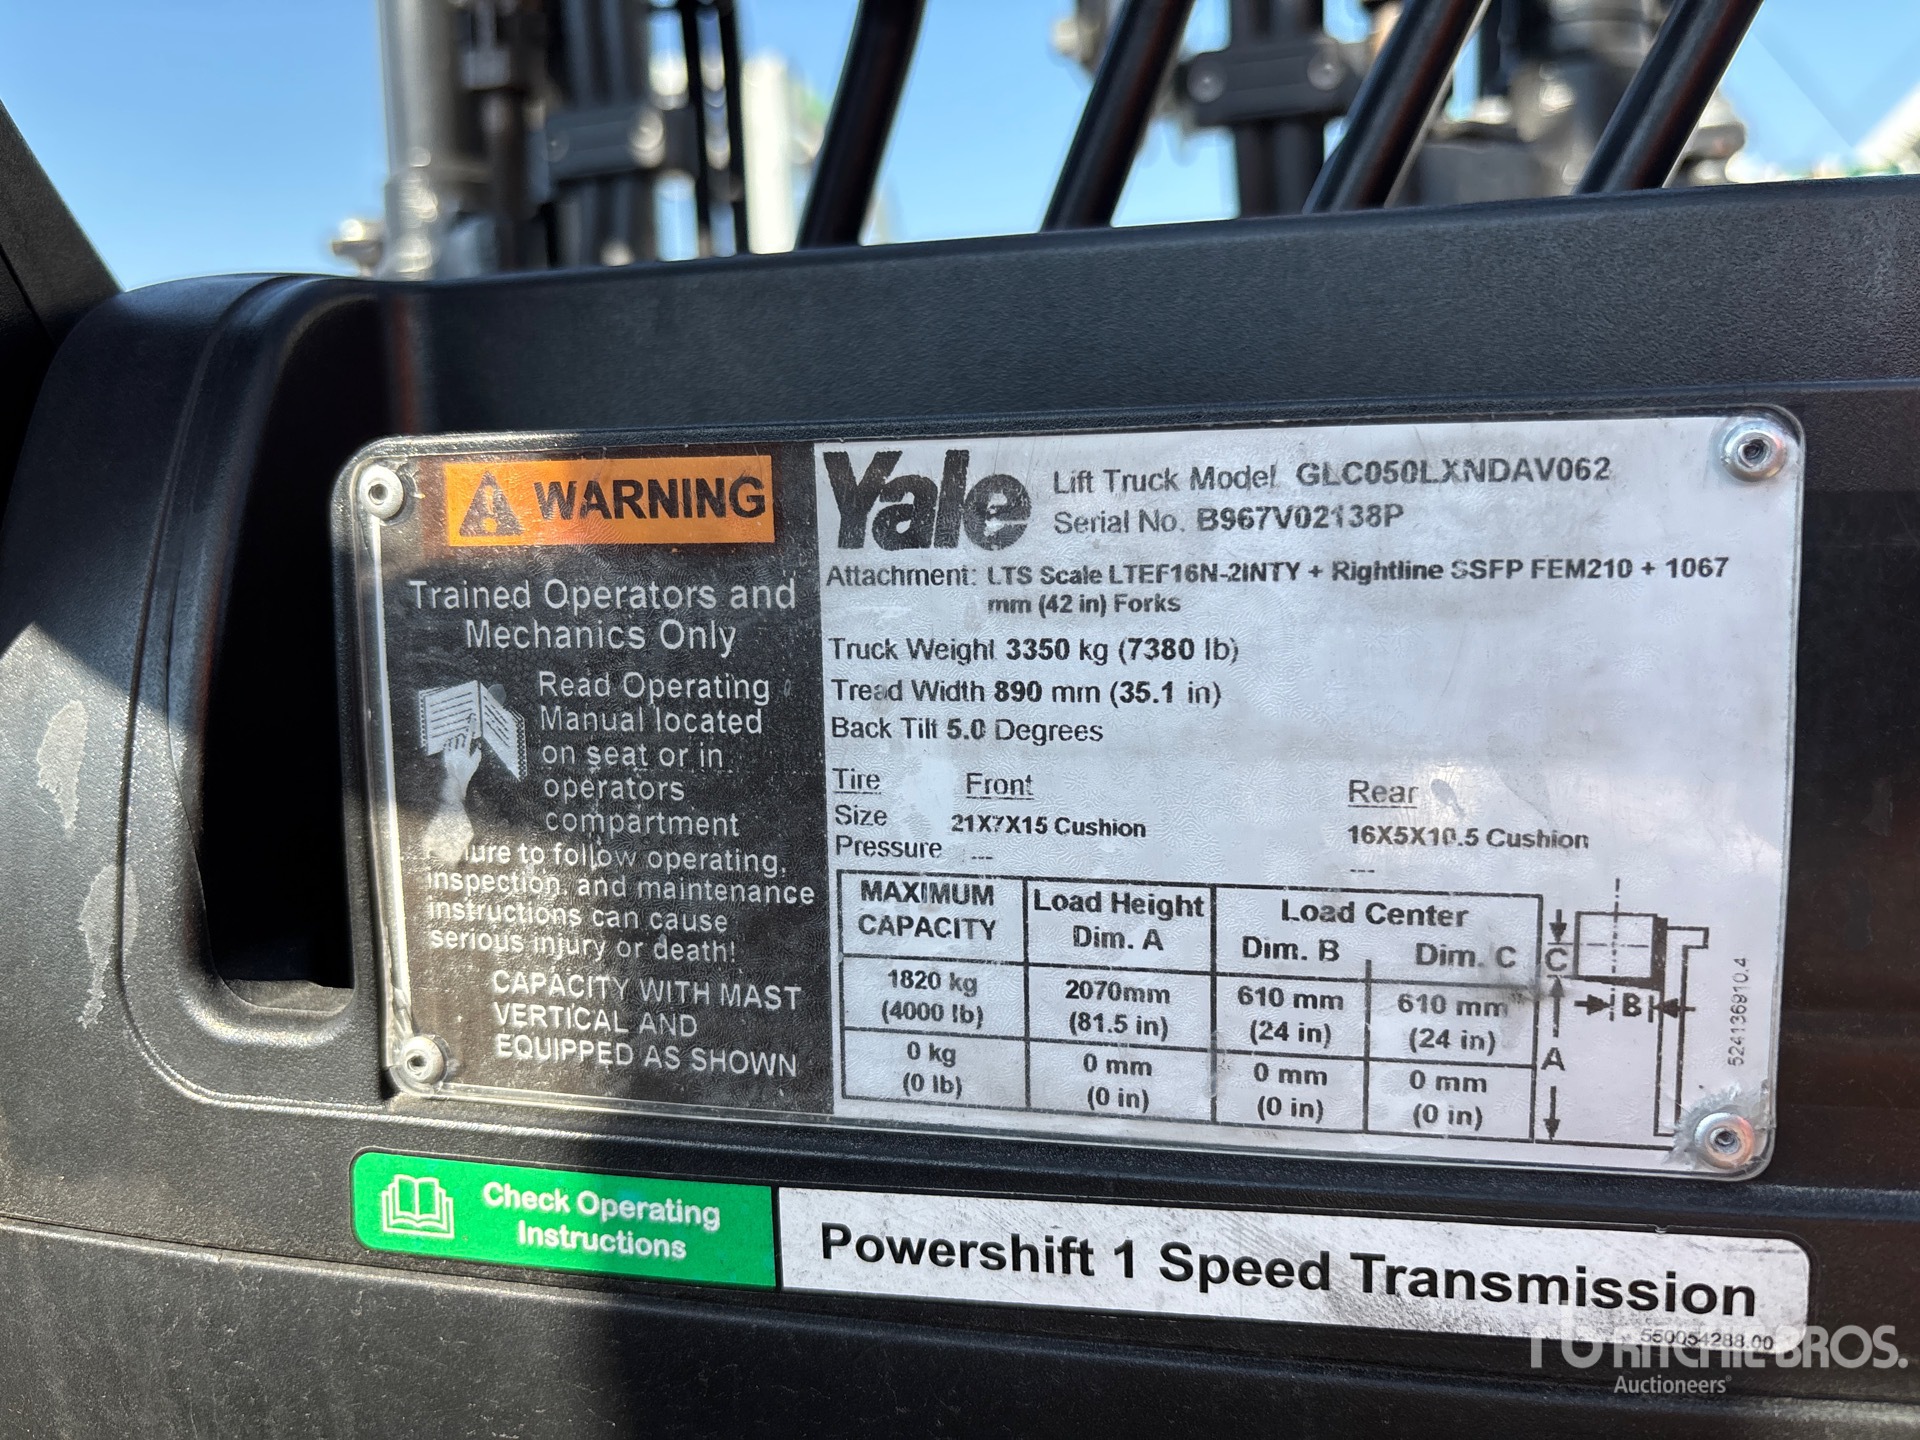 WARNING
Trained Operators and
Mechanics Only
Read Operating
Manual located
on seat or in
operators
compartment
Failure to follow operating,
inspection, and maintenance
instructions can cause
serious injury or death!
CAPACITY WITH MAST
VERTICAL AND
EQUIPPED AS SHOWN
Yale
Lift Truck Model GLC050LXNDAV062
Serial No. B967V02138P
Attachment: LTS Scale LTEF16N-2INTY + Rightline SSFP FEM210 + 1067
mm (42 in) Forks
Truck Weight 3350 kg (7380 lb)
Tread Width 890 mm (35.1 in)
Back Tilt 5.0 Degrees
Tire Front Rear
Size 21X7X15 Cushion 16X5X10.5 Cushion
Pressure --- ---
MAXIMUM CAPACITY Load Height Dim. A Load Center Dim. B Dim. C
1820 kg 2070mm 610 mm 610 mm
(4000 lb) (81.5 in) (24 in) (24 in)
0 kg 0 mm 0 mm 0 mm
(0 lb) (0 in) (0 in) (0 in)
C
B
A
524136910.4
Check Operating
Instructions
Powershift 1 Speed Transmission
550054288.00
RITCHIE BROS.
Auctioneers